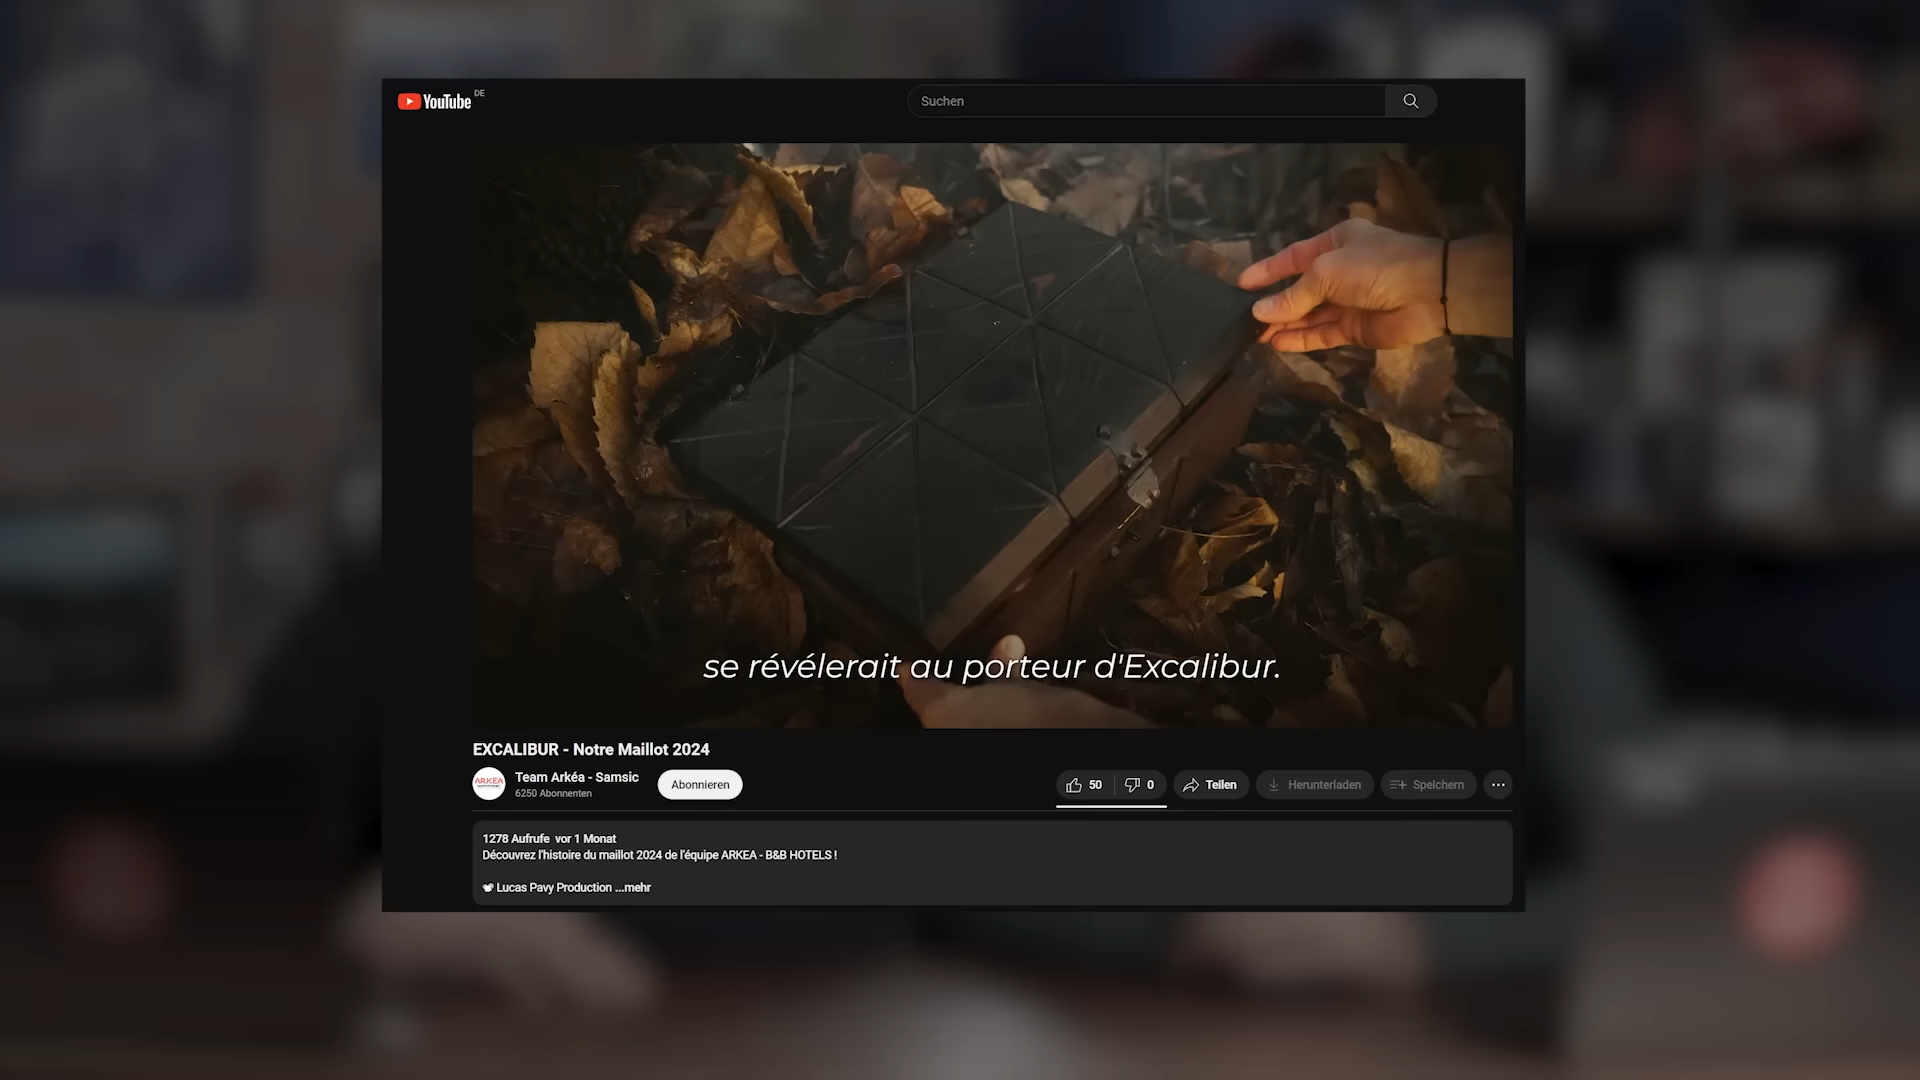 YouTube DE
Suchen
se révélerait au porteur d'Excalibur.
EXCALIBUR - Notre Maillot 2024
ARKEA
Team Arkéa - Samsic
6250 Abonnenten
Abonnieren
50
0
Teilen
Herunterladen
Speichern
1278 Aufrufe vor 1 Monat
Découvrez l'histoire du maillot 2024 de l'équipe ARKEA - B&B HOTELS !
Lucas Pavy Production ...mehr